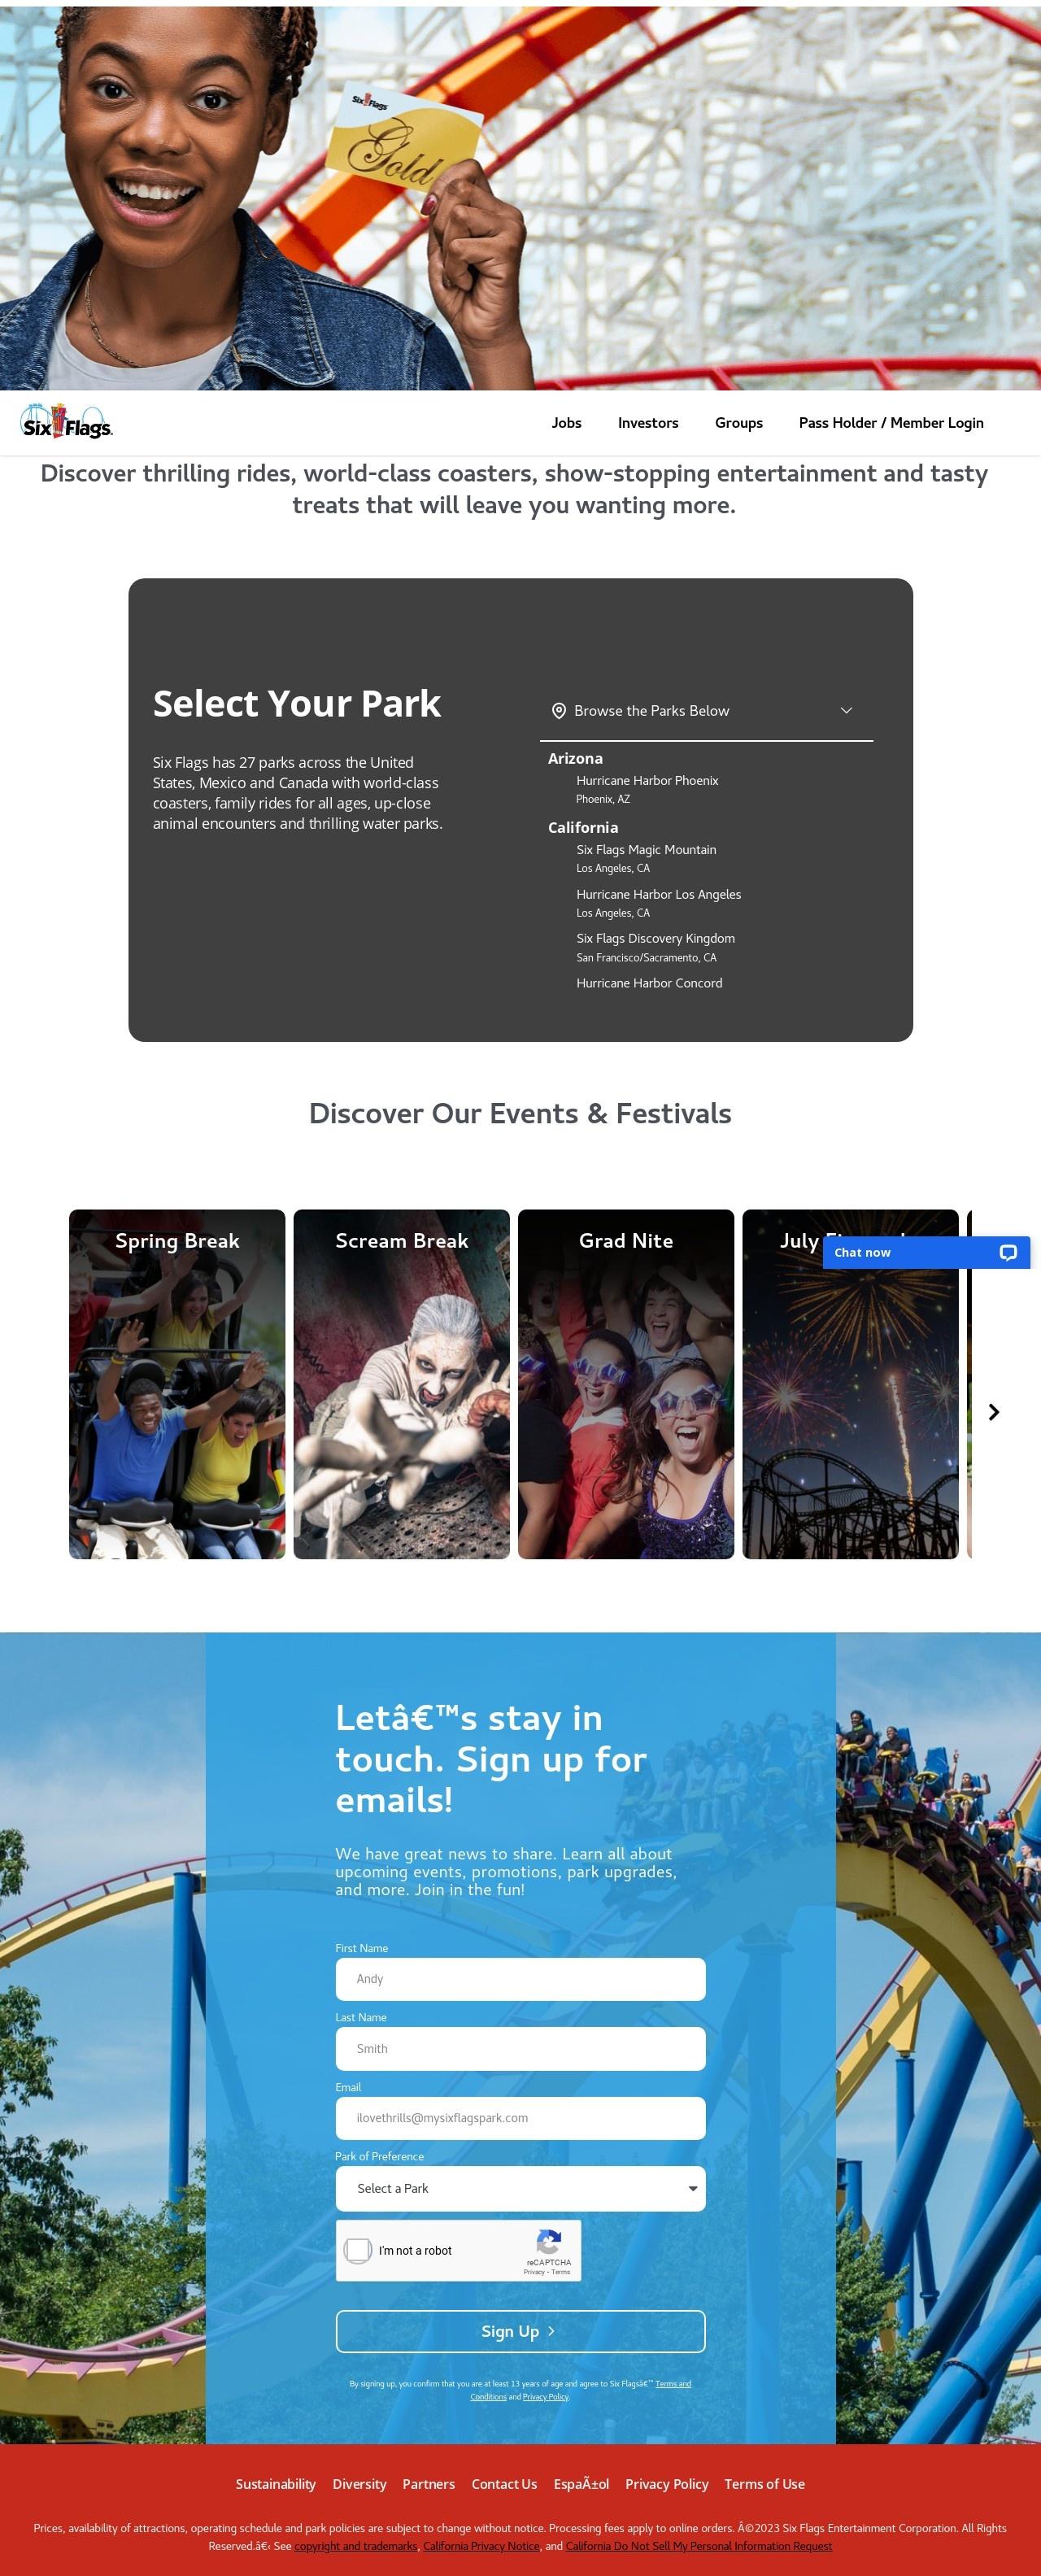 Six Flags
Gold
Six Flags
Jobs Investors Groups Pass Holder / Member Login
Discover thrilling rides, world-class coasters, show-stopping entertainment and tasty
treats that will leave you wanting more.
Select Your Park
Six Flags has 27 parks across the United
States, Mexico and Canada with world-class
coasters, family rides for all ages, up-close
animal encounters and thrilling water parks.
Browse the Parks Below
Arizona
Hurricane Harbor Phoenix
Phoenix, AZ
California
Six Flags Magic Mountain
Los Angeles, CA
Hurricane Harbor Los Angeles
Los Angeles, CA
Six Flags Discovery Kingdom
San Francisco/Sacramento, CA
Hurricane Harbor Concord
Discover Our Events & Festivals
Spring Break Scream Break Grad Nite July
Chat now
Letâ€™s stay in
touch. Sign up for
emails!
We have great news to share. Learn all about
upcoming events, promotions, park upgrades,
and more. Join in the fun!
First Name
Andy
Last Name
Smith
Email
ilovethrills@mysixflagspark.com
Park of Preference
Select a Park
I'm not a robot
reCAPTCHA
Privacy - Terms
Sign Up
By signing up, you confirm that you are at least 13 years of age and agree to Six Flagsâ€™ Terms and
Conditions and Privacy Policy.
Sustainability Diversity Partners Contact Us EspaÃ±ol Privacy Policy Terms of Use
Prices, availability of attractions, operating schedule and park policies are subject to change without notice. Processing fees apply to online orders. Â©2023 Six Flags Entertainment Corporation. All Rights
Reserved.â€‹ See copyright and trademarks, California Privacy Notice, and California Do Not Sell My Personal Information Request